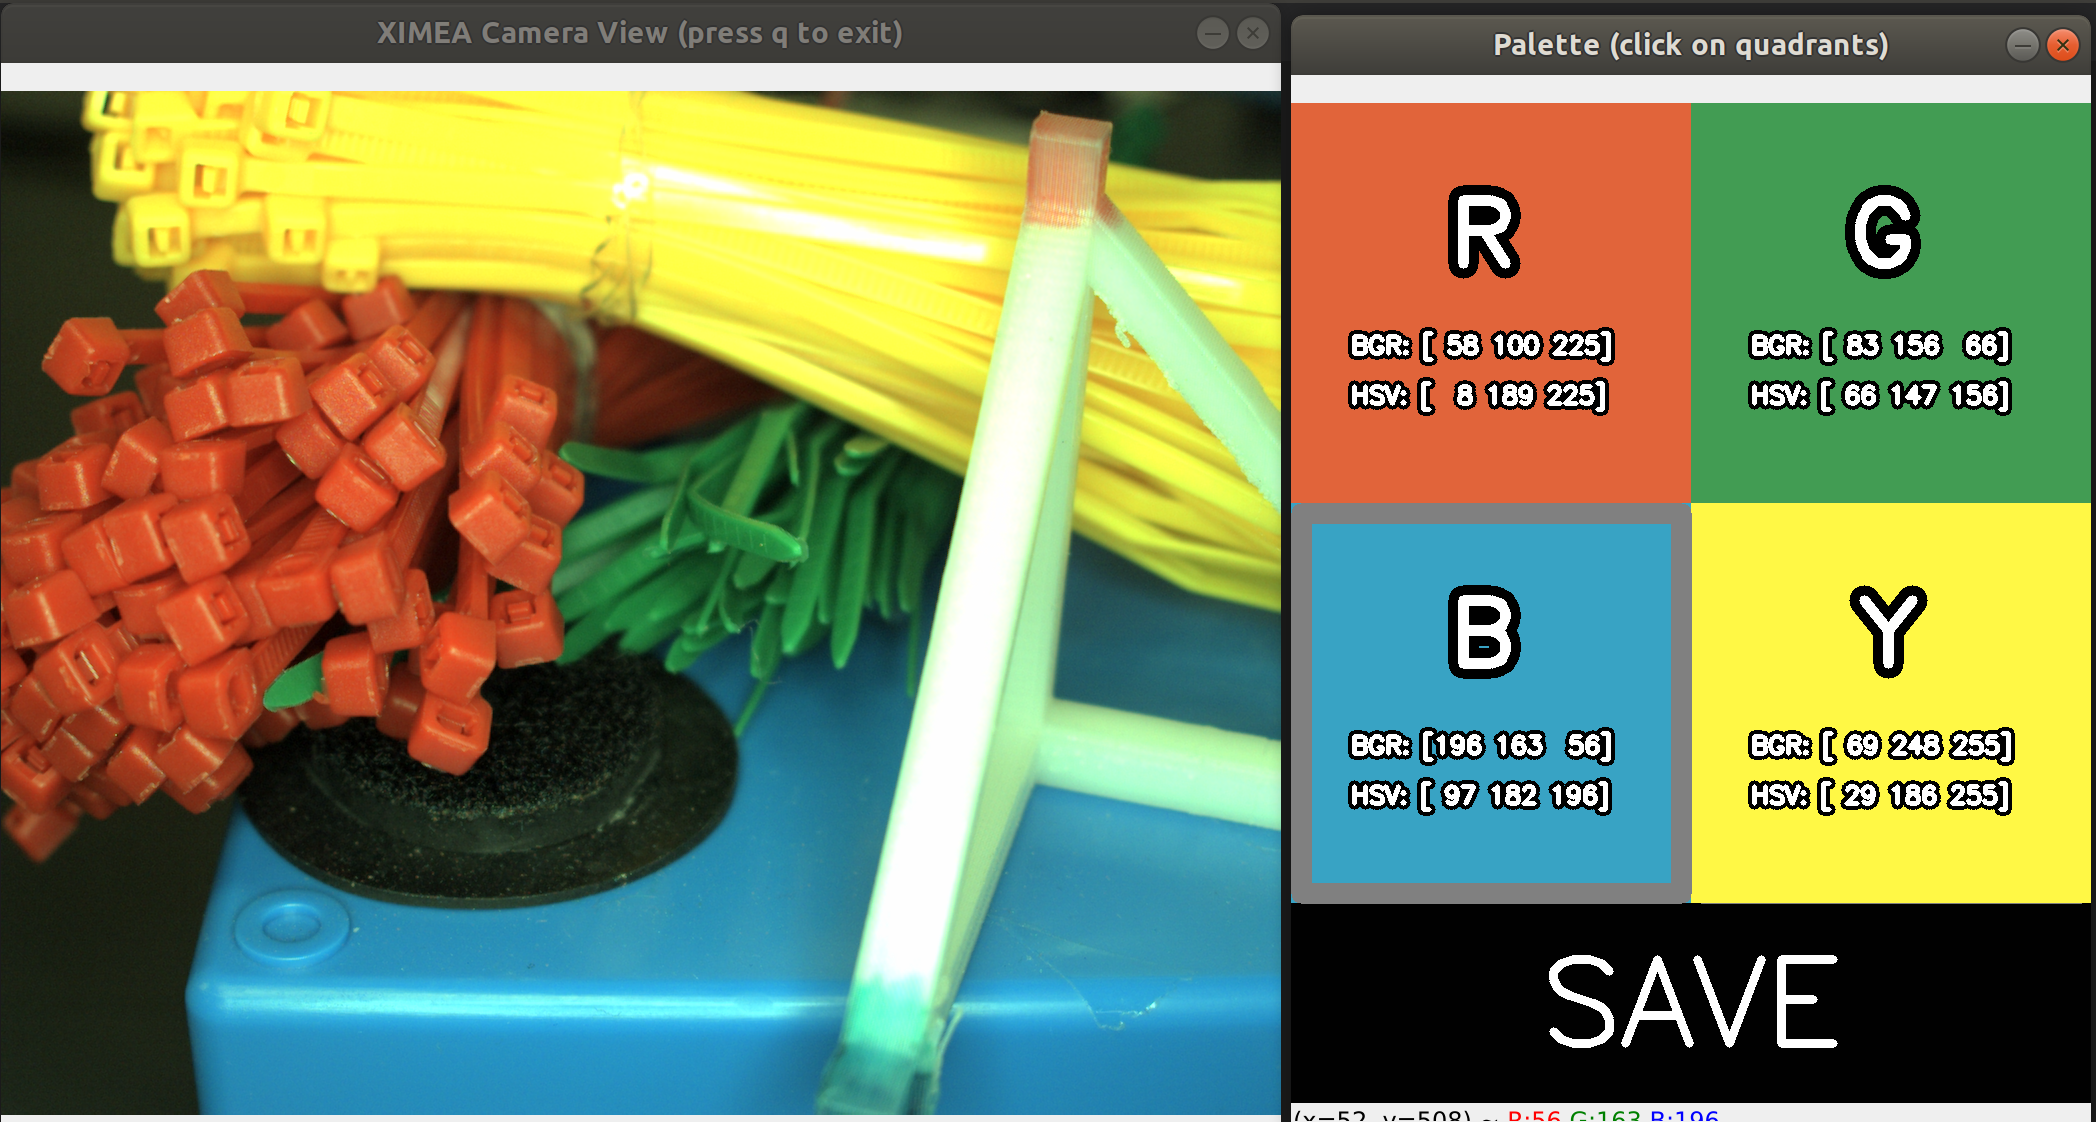 XIMEA Camera View (press q to exit)
Palette (click on quadrants)
R
BGR: [ 58 100 225]
HSV: [  8 189 225]
G
BGR: [ 83 156  66]
HSV: [ 66 147 156]
B
BGR: [196 163  56]
HSV: [ 97 182 196]
Y
BGR: [ 69 248 255]
HSV: [ 29 186 255]
SAVE
(x=52, y=508) ~ R:56 G:163 B:196